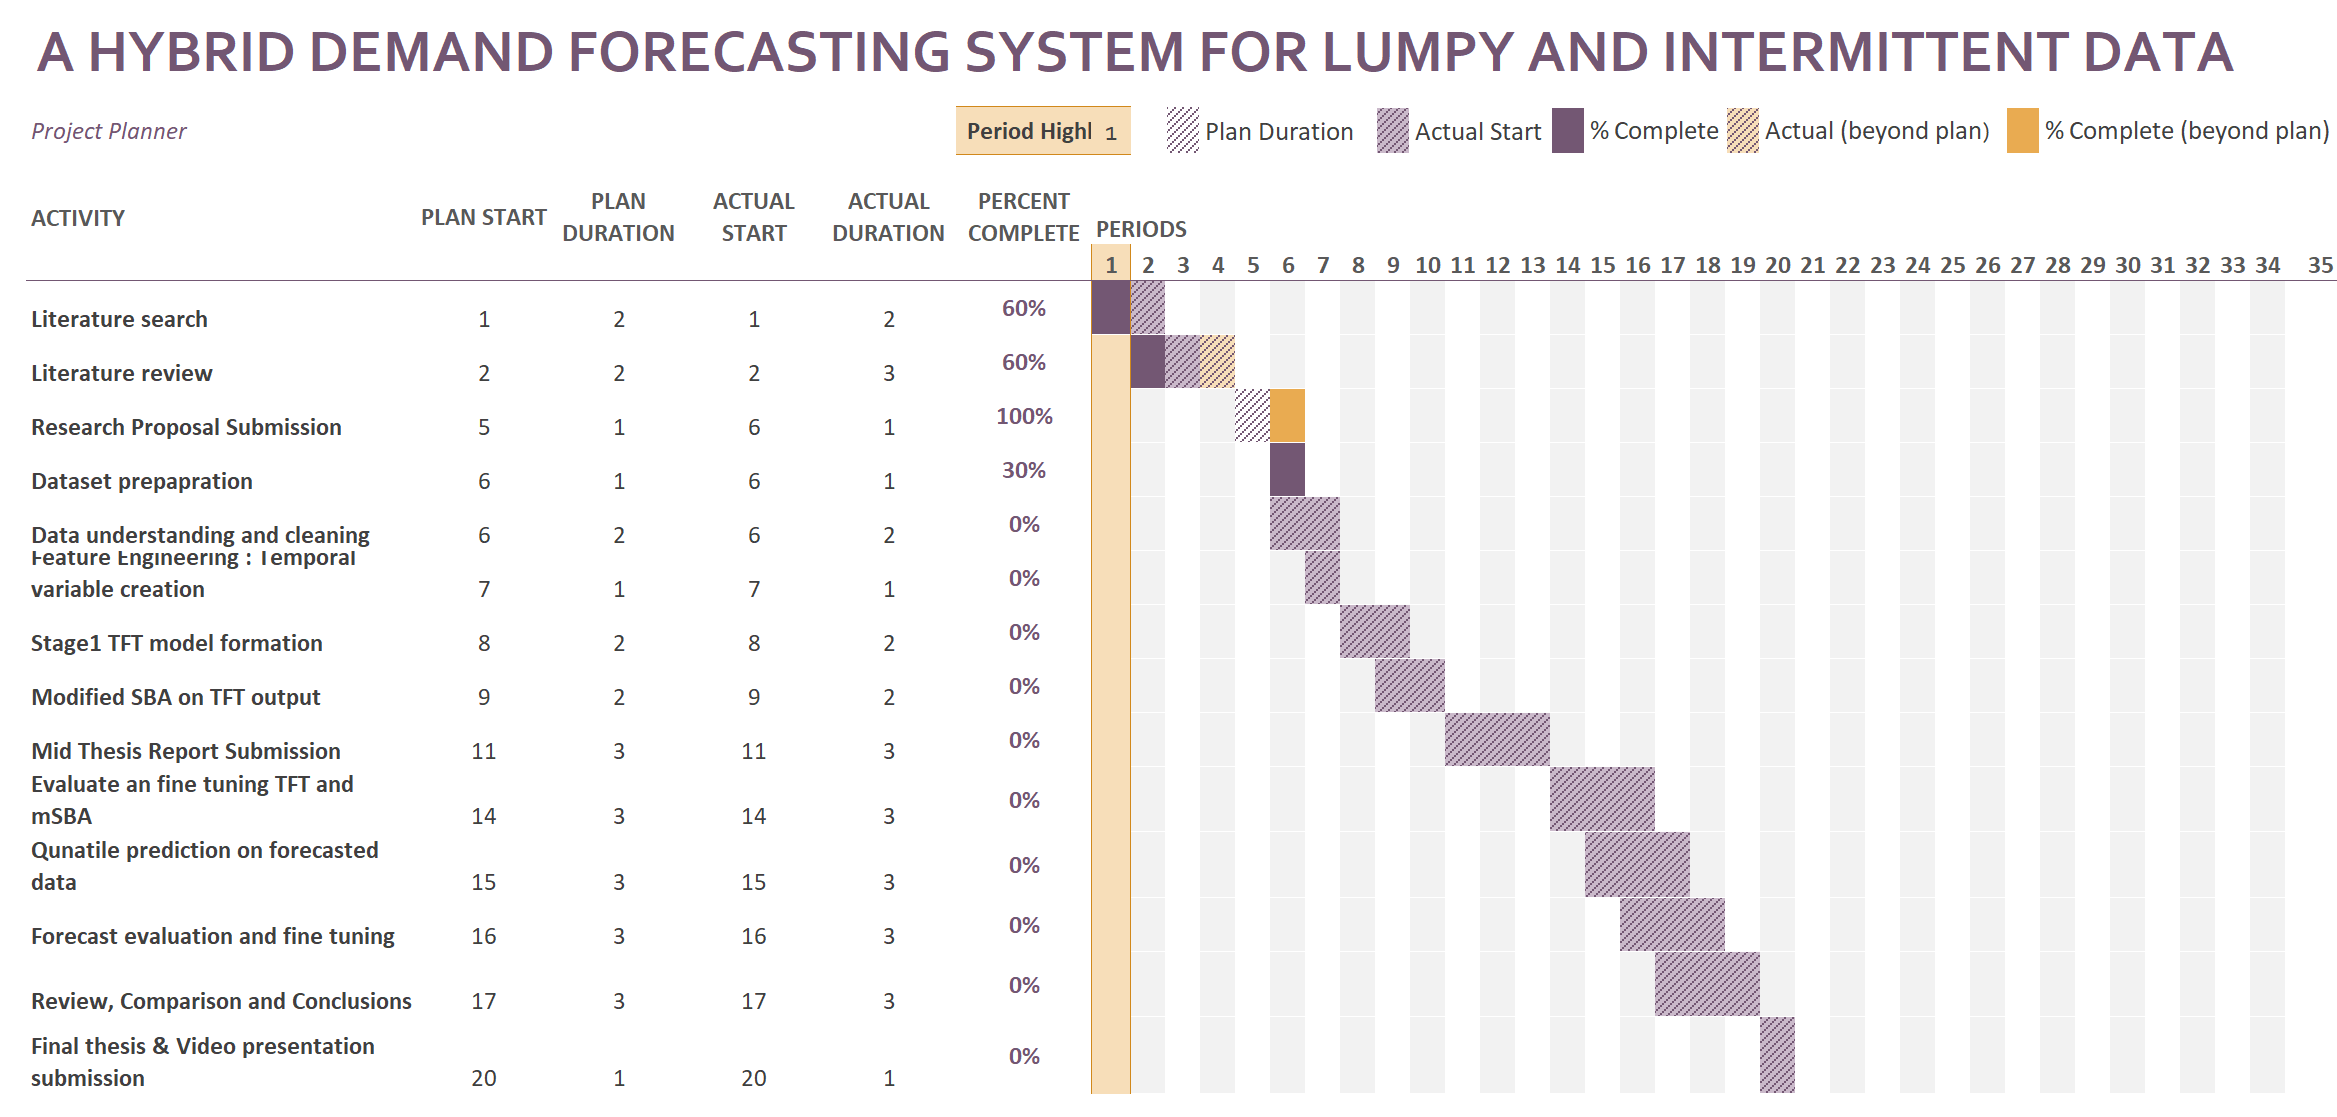 A HYBRID DEMAND FORECASTING SYSTEM FOR LUMPY AND INTERMITTENT DATA
Project Planner
Period Highl 1
Plan Duration
Actual Start
% Complete
Actual (beyond plan)
% Complete (beyond plan)
ACTIVITY PLAN START PLAN DURATION ACTUAL START ACTUAL DURATION PERCENT COMPLETE PERIODS
1 2 3 4 5 6 7 8 9 10 11 12 13 14 15 16 17 18 19 20 21 22 23 24 25 26 27 28 29 30 31 32 33 34 35
Literature search 1 2 1 2 60%
Literature review 2 2 2 3 60%
Research Proposal Submission 5 1 6 1 100%
Dataset prepapration 6 1 6 1 30%
Data understanding and cleaning 6 2 6 2 0%
Feature Engineering : Temporal
variable creation 7 1 7 1 0%
Stage1 TFT model formation 8 2 8 2 0%
Modified SBA on TFT output 9 2 9 2 0%
Mid Thesis Report Submission 11 3 11 3 0%
Evaluate an fine tuning TFT and
mSBA 14 3 14 3 0%
Qunatile prediction on forecasted
data 15 3 15 3 0%
Forecast evaluation and fine tuning 16 3 16 3 0%
Review, Comparison and Conclusions 17 3 17 3 0%
Final thesis & Video presentation
submission 20 1 20 1 0%